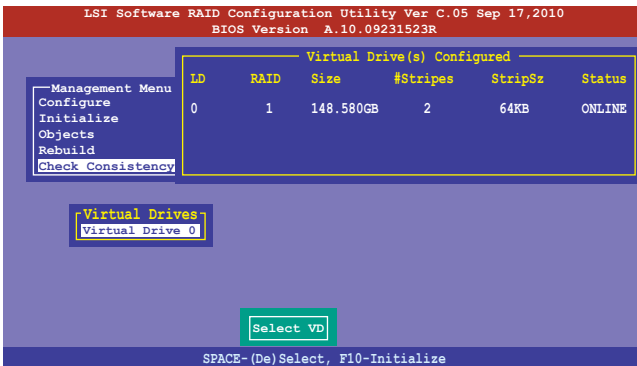 LSI Software RAID Configuration Utility Ver C.05 Sep 17,2010
BIOS Version A.10.09231523R
Virtual Drive(s) Configured
LD RAID Size #Stripes StripSz Status
0 1 148.580GB 2 64KB ONLINE
Management Menu
Configure
Initialize
Objects
Rebuild
Check Consistency
Virtual Drives
Virtual Drive 0
Select VD
SPACE-(De)Select, F10-Initialize